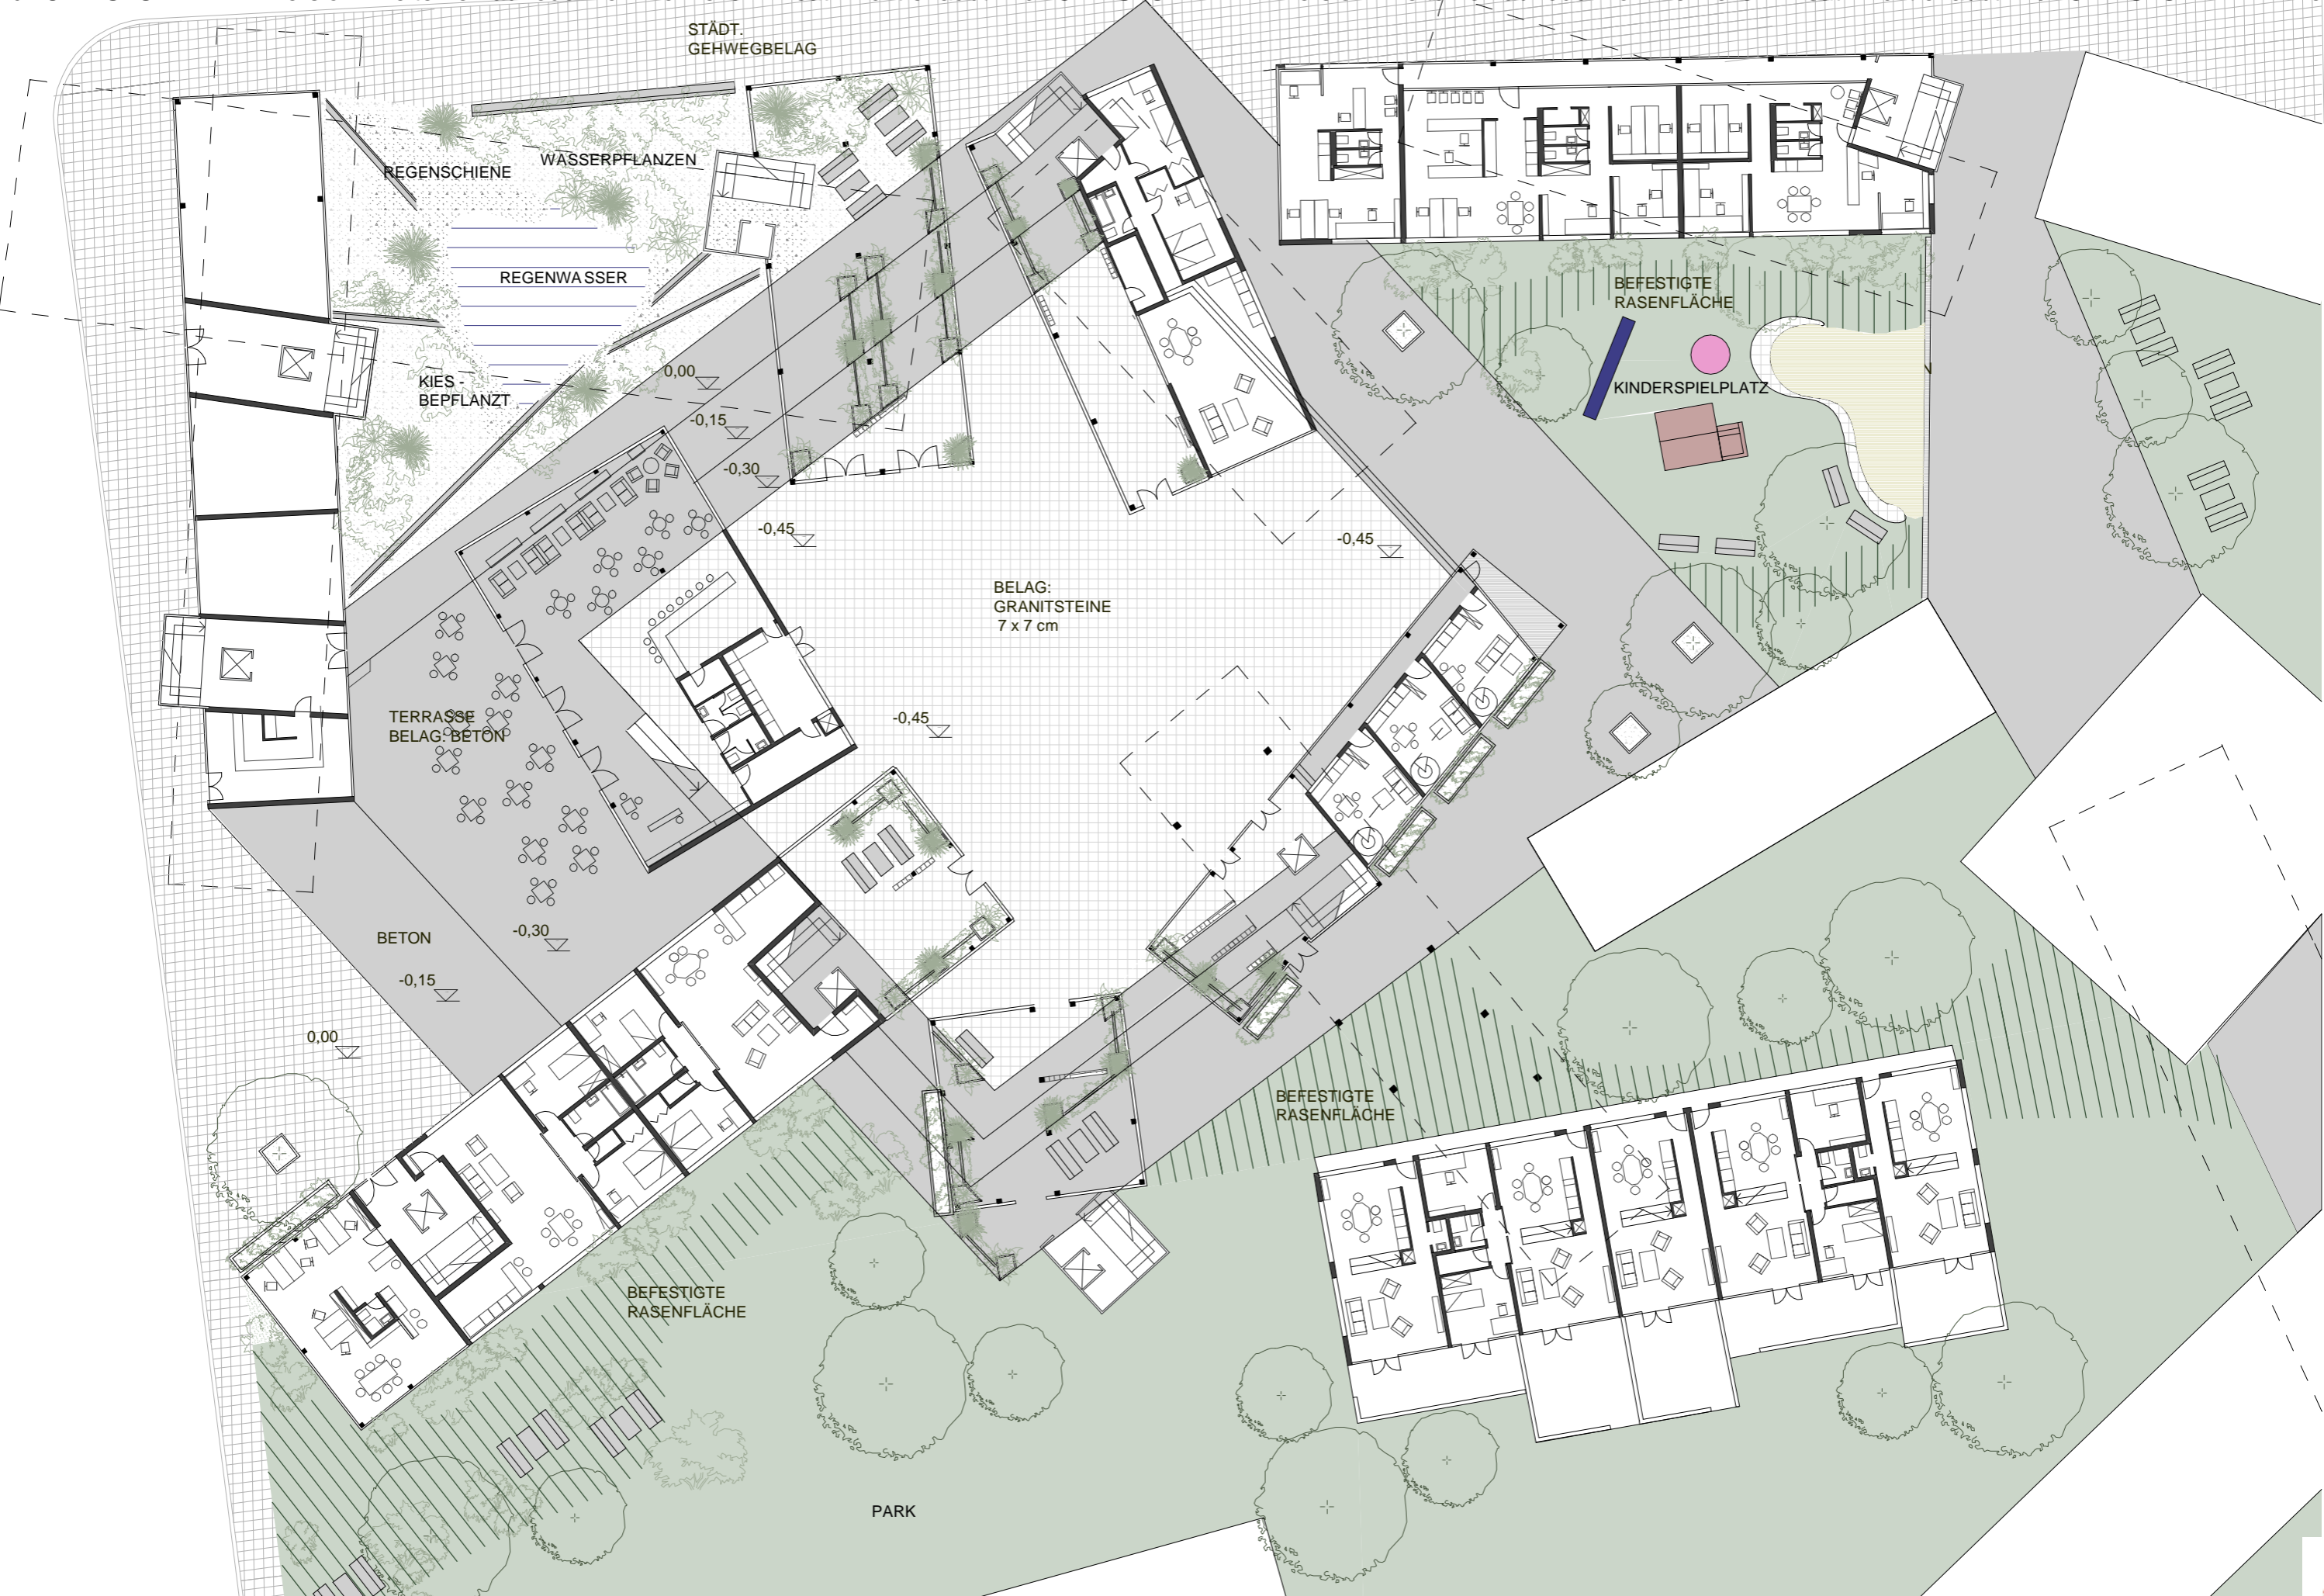 STÄDT.
GEHWEGBELAG
WASSERPFLANZEN
REGENSCHIENE
REGENWASSER
KIES -
BEPFLANZT
0,00
-0,15
-0,30
-0,45
-0,45
BEFESTIGTE
RASENFLÄCHE
KINDERSPIELPLATZ
BELAG:
GRANITSTEINE
7 x 7 cm
TERRASSE
BELAG: BETON
-0,45
BETON
-0,30
-0,15
0,00
BEFESTIGTE
RASENFLÄCHE
BEFESTIGTE
RASENFLÄCHE
PARK